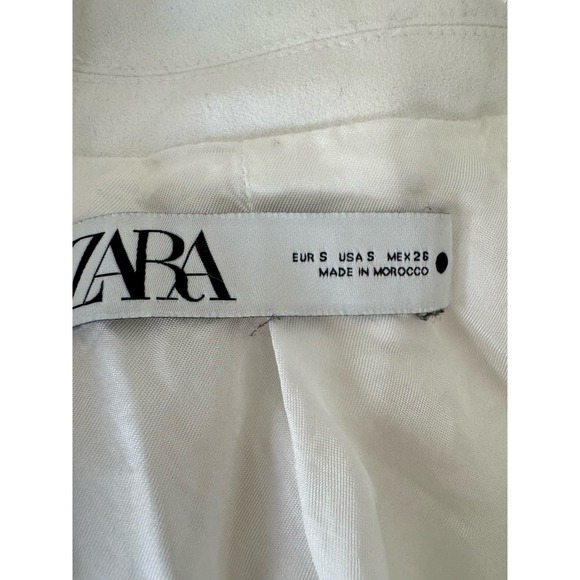 ZARA
EUR S USA S MEX 26
MADE IN MOROCCO